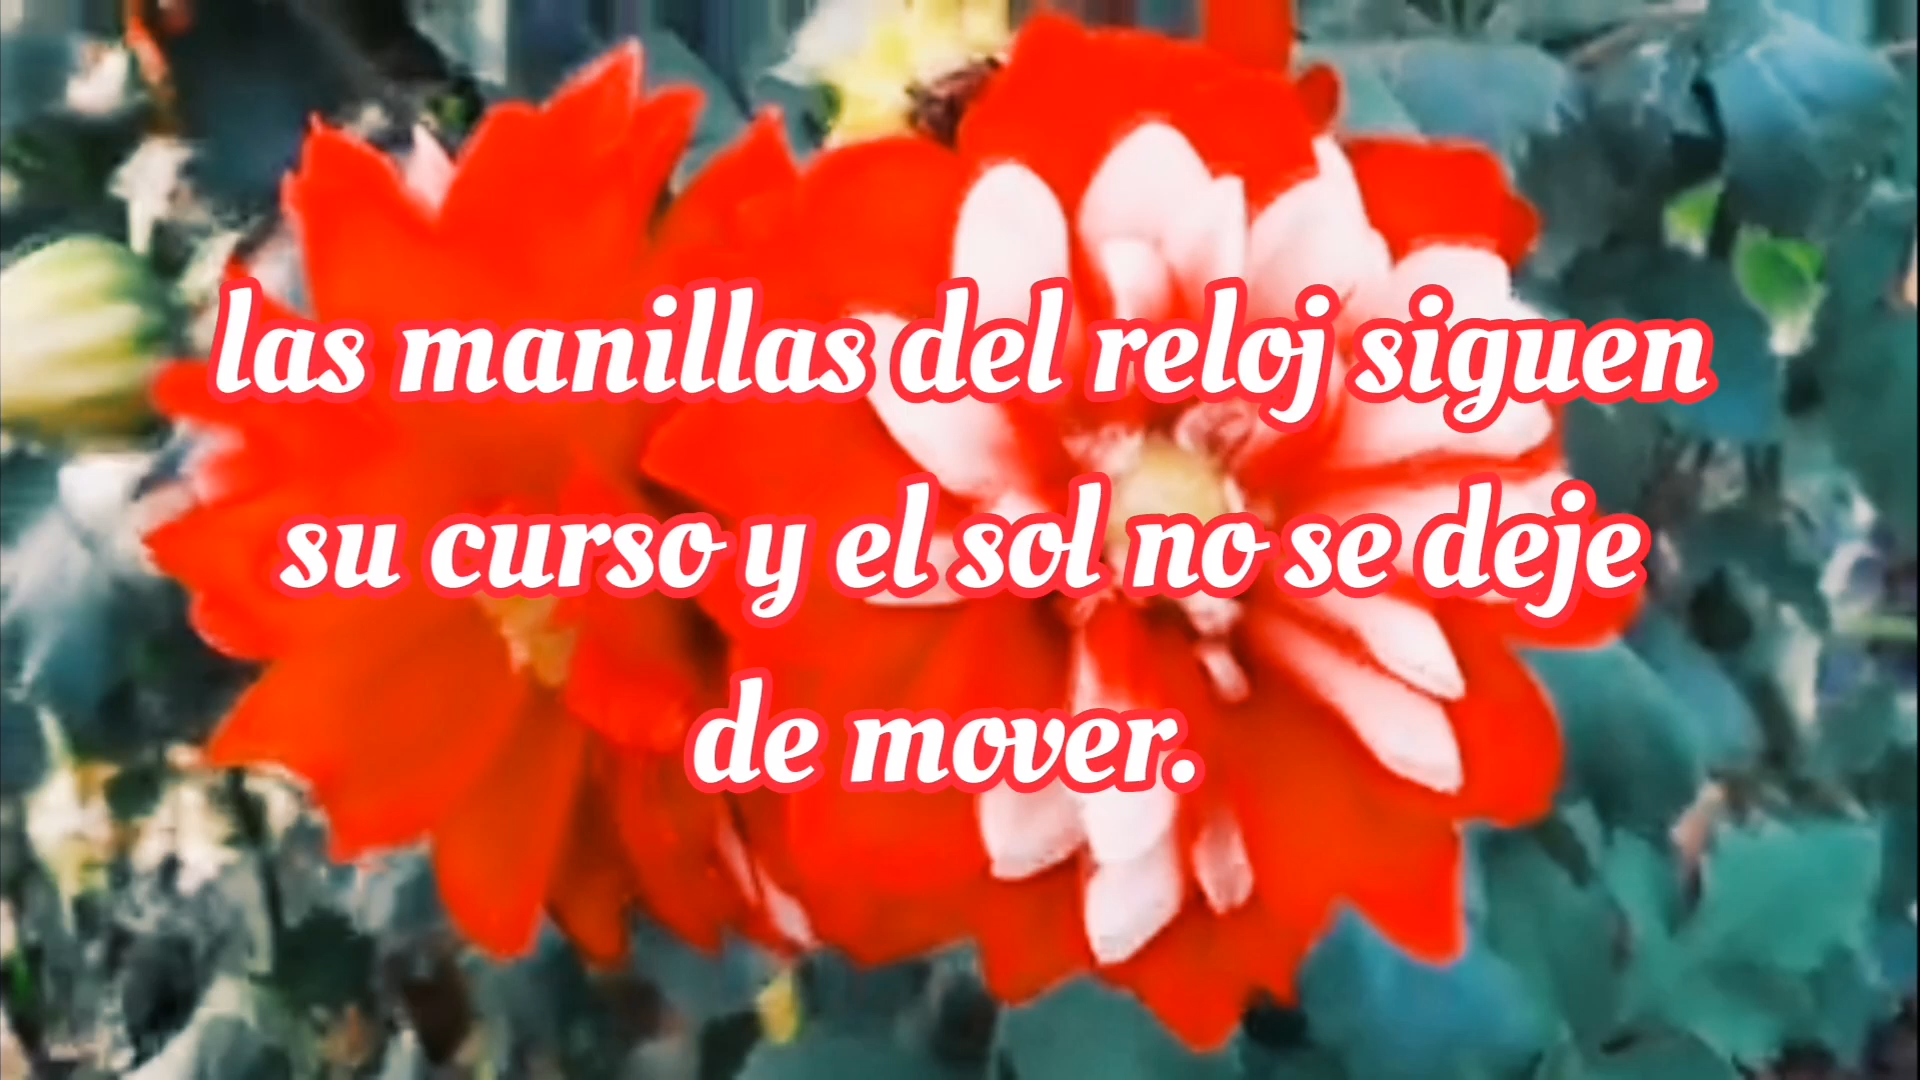 las manillas del reloj siguen
su curso y el sol no se deje
de mover.